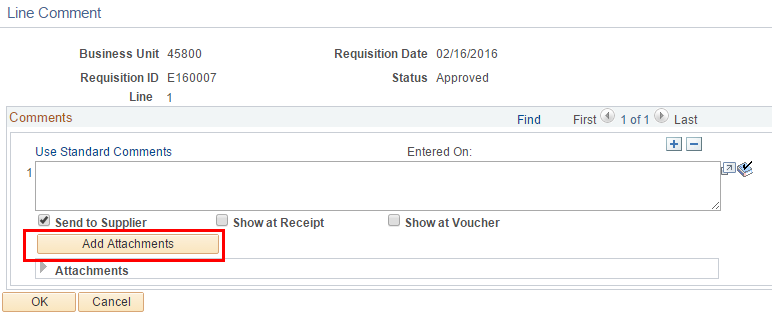 Line Comment
Business Unit 45800 Requisition Date 02/16/2016
Requisition ID E160007 Status Approved
Line 1
Comments Find First 1 of 1 Last
Use Standard Comments Entered On:
1
Send to Supplier Show at Receipt Show at Voucher
Add Attachments
Attachments
OK Cancel